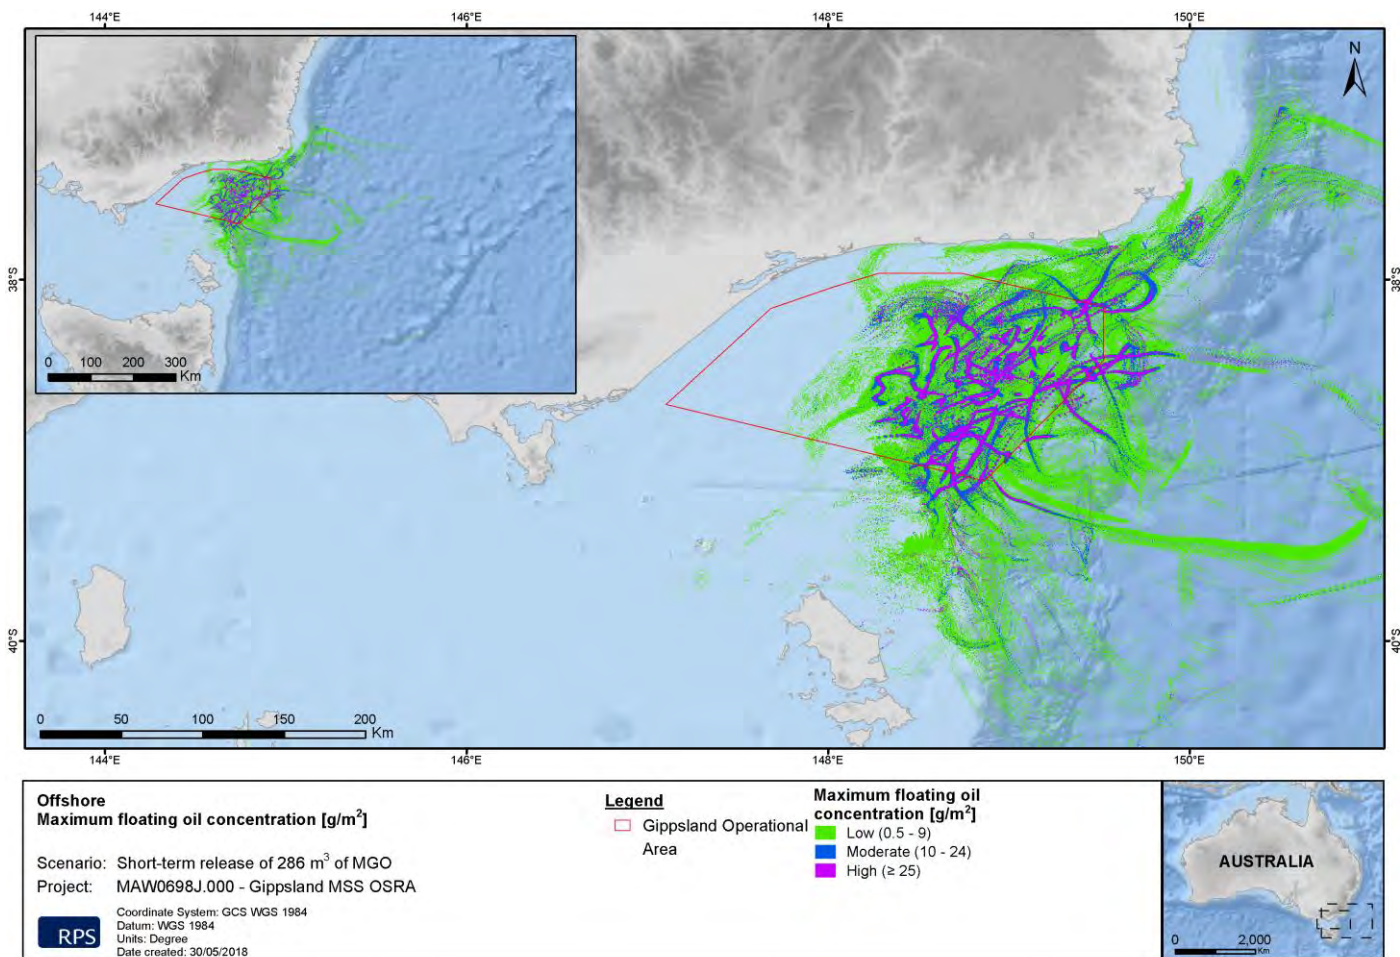 144°E 146°E 148°E 150°E
N
38°S 38°S
0 100 200 300
Km
40°S 40°S
0 50 100 150 200
Km
144°E 146°E 148°E 150°E
Offshore
Maximum floating oil concentration [g/m²]
Scenario: Short-term release of 286 m³ of MGO
Project: MAW0698J.000 - Gippsland MSS OSRA
RPS
Coordinate System: GCS WGS 1984
Datum: WGS 1984
Units: Degree
Date created: 30/05/2018
Legend
Gippsland Operational
Area
Maximum floating oil
concentration [g/m²]
Low (0.5 - 9)
Moderate (10 - 24)
High (≥ 25)
AUSTRALIA
0 2,000
Km